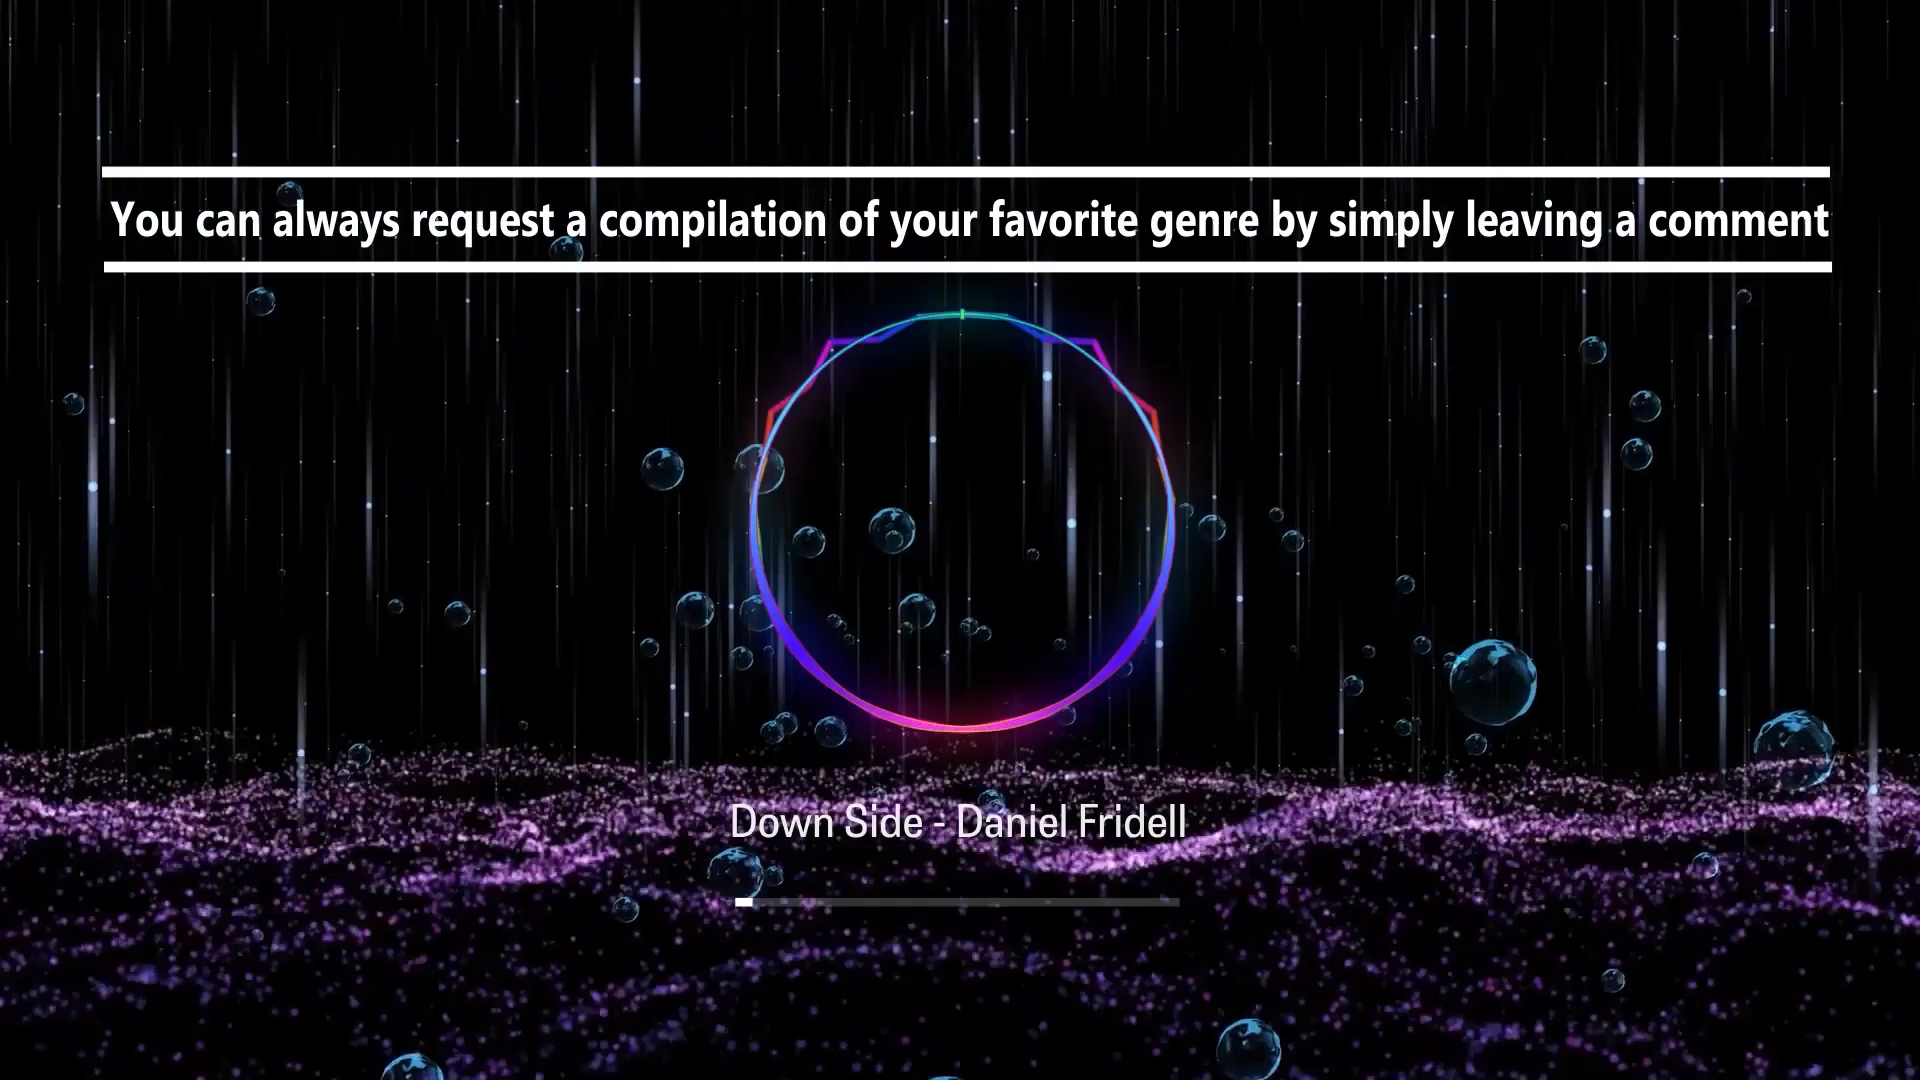 You can always request a compilation of your favorite genre by simply leaving a comment
Down Side - Daniel Fridell